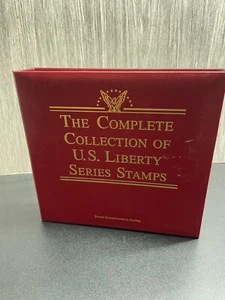 THE COMPLETE
COLLECTION OF
U.S. LIBERTY
SERIES STAMPS